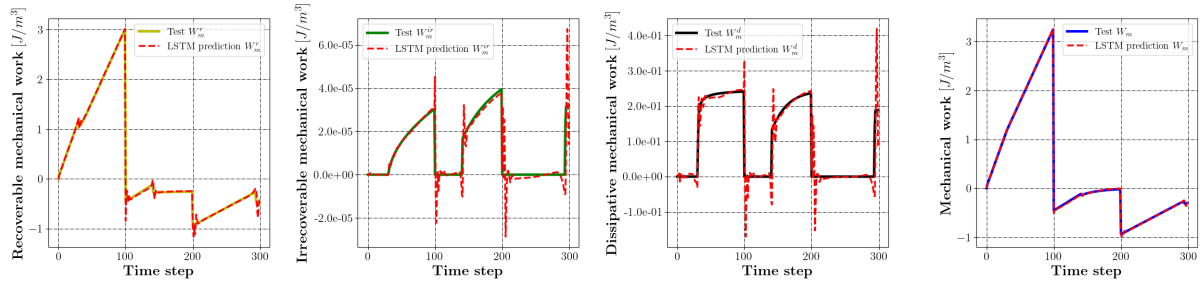 Recoverable mechanical work [J/m³]
3
2
1
0
−1
0 100 200 300
Time step
Test W_m^r
LSTM prediction W_m^r
Irrecoverable mechanical work [J/m³]
6.0e-05
4.0e-05
2.0e-05
0.0e+00
-2.0e-05
0 100 200 300
Time step
Test W_m^{ir}
LSTM prediction W_m^{ir}
Dissipative mechanical work [J/m³]
4.0e-01
3.0e-01
2.0e-01
1.0e-01
0.0e+00
-1.0e-01
0 100 200 300
Time step
Test W_m^d
LSTM prediction W_m^d
Mechanical work [J/m³]
3
2
1
0
−1
0 100 200 300
Time step
Test W_m
LSTM prediction W_m